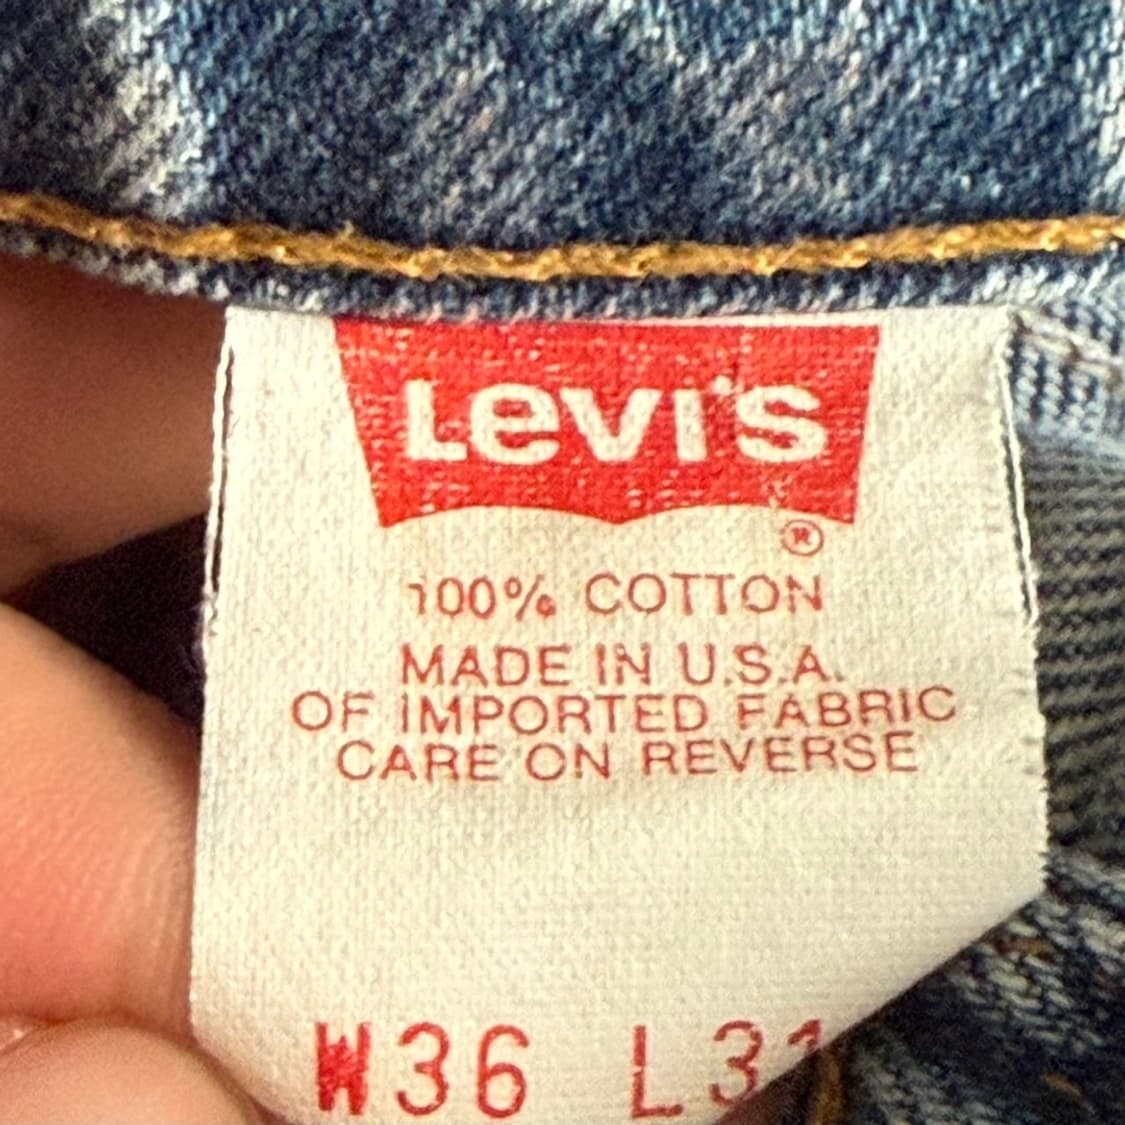 Levi's
®
100% COTTON
MADE IN U.S.A.
OF IMPORTED FABRIC
CARE ON REVERSE
W36